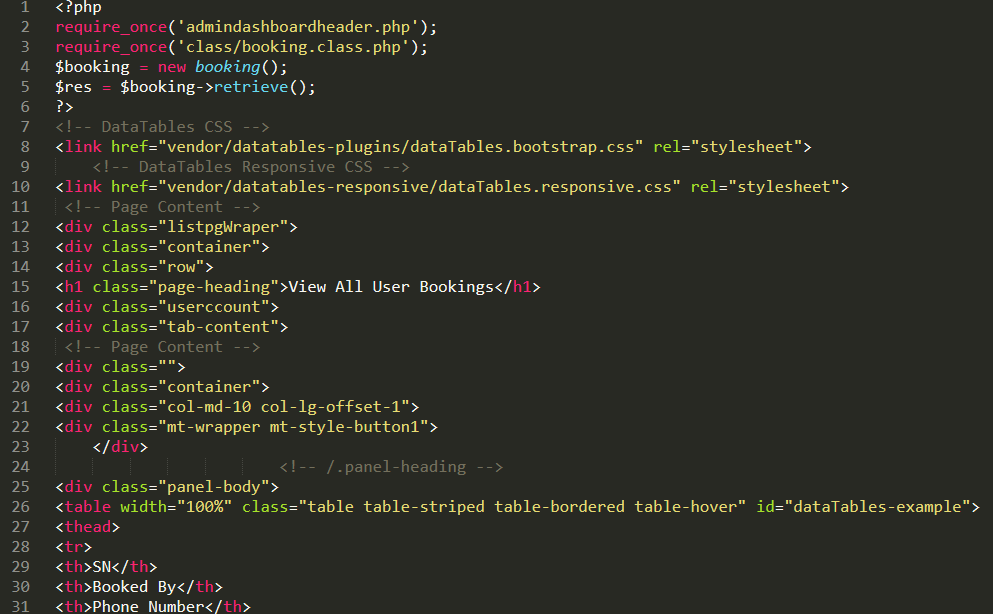 1 <?php
2 require_once('admindashboardheader.php');
3 require_once('class/booking.class.php');
4 $booking = new booking();
5 $res = $booking->retrieve();
6 ?>
7 <!-- DataTables CSS -->
8 <link href="vendor/datatables-plugins/dataTables.bootstrap.css" rel="stylesheet">
9 <!-- DataTables Responsive CSS -->
10 <link href="vendor/datatables-responsive/dataTables.responsive.css" rel="stylesheet">
11 <!-- Page Content -->
12 <div class="listpgWraper">
13 <div class="container">
14 <div class="row">
15 <h1 class="page-heading">View All User Bookings</h1>
16 <div class="userccount">
17 <div class="tab-content">
18 <!-- Page Content -->
19 <div class="">
20 <div class="container">
21 <div class="col-md-10 col-lg-offset-1">
22 <div class="mt-wrapper mt-style-button1">
23 </div>
24 <!-- /.panel-heading -->
25 <div class="panel-body">
26 <table width="100%" class="table table-striped table-bordered table-hover" id="dataTables-example">
27 <thead>
28 <tr>
29 <th>SN</th>
30 <th>Booked By</th>
31 <th>Phone Number</th>